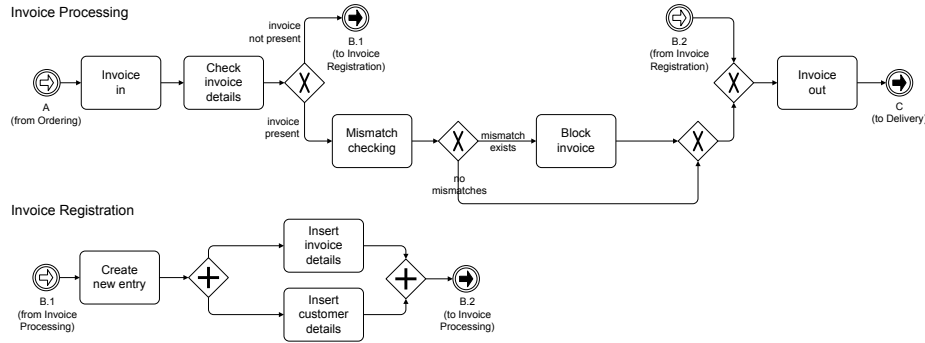 Invoice Processing
invoice
not present
B.1
(to Invoice
Registration)
B.2
(from Invoice
Registration)
A
(from Ordering)
Invoice
in
Check
invoice
details
invoice
present
Mismatch
checking
mismatch
exists
no
mismatches
Block
invoice
Invoice
out
C
(to Delivery)
Invoice Registration
B.1
(from Invoice
Processing)
Create
new entry
Insert
invoice
details
Insert
customer
details
B.2
(to Invoice
Processing)